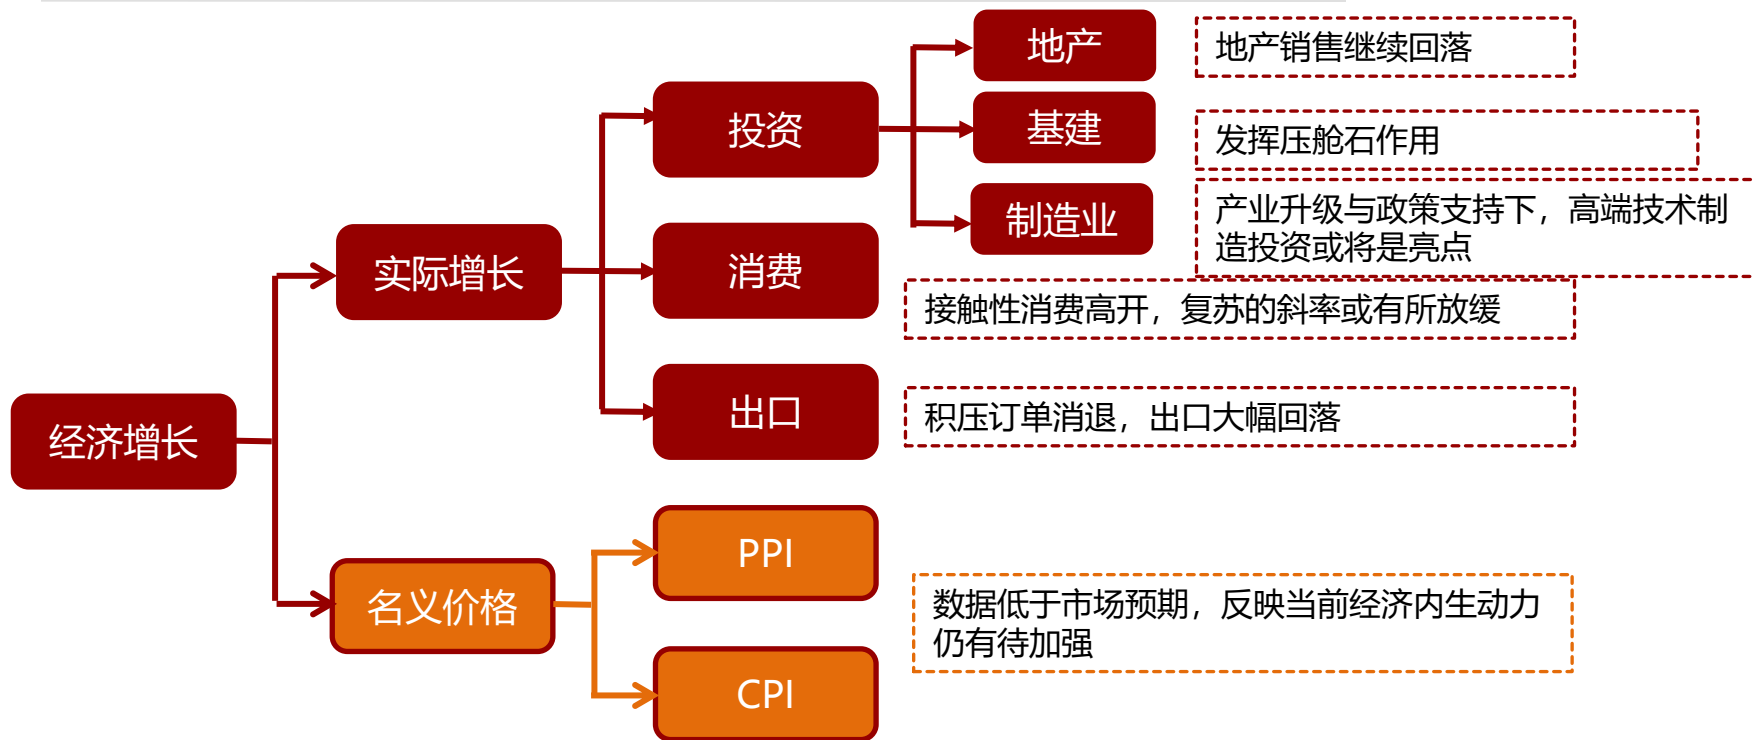 地产
地产销售继续回落
投资
基建
发挥压舱石作用
制造业
产业升级与政策支持下，高端技术制
造投资或将是亮点
实际增长
消费
接触性消费高开，复苏的斜率或有所放缓
出口
积压订单消退，出口大幅回落
经济增长
PPI
名义价格
数据低于市场预期，反映当前经济内生动力
仍有待加强
CPI